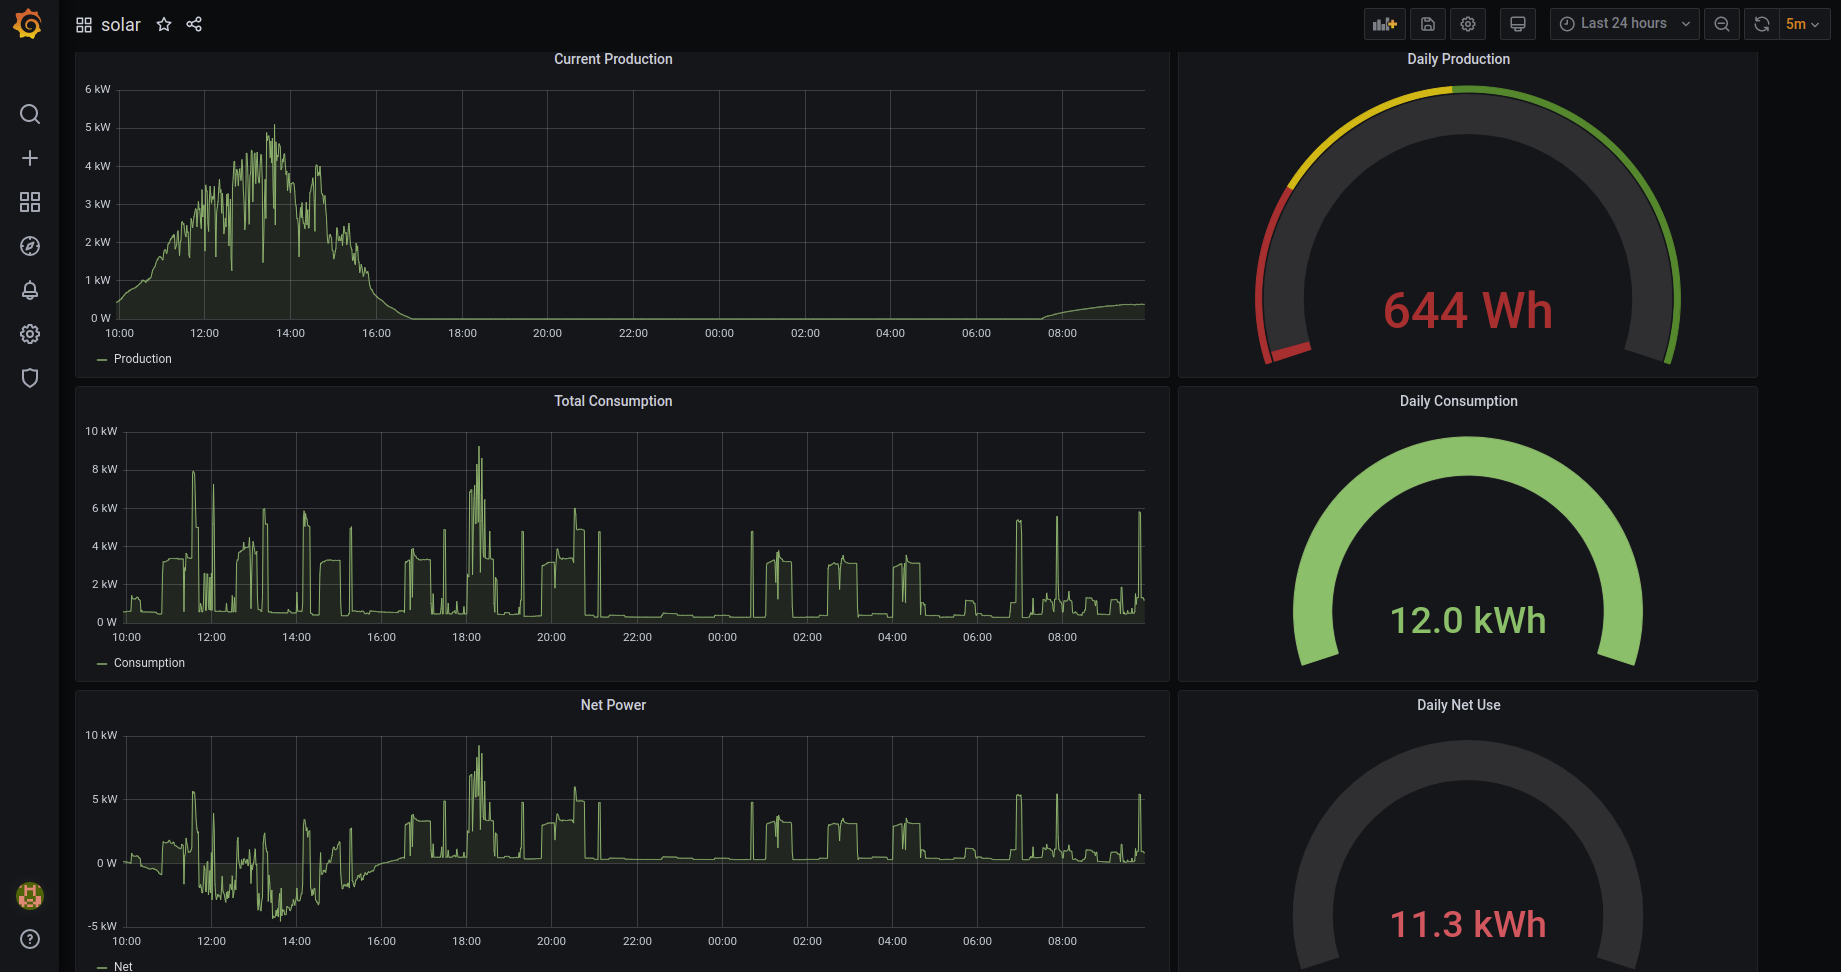 solar
Last 24 hours
5m
Current Production
6 kW
5 kW
4 kW
3 kW
2 kW
1 kW
0 W
10:00 12:00 14:00 16:00 18:00 20:00 22:00 00:00 02:00 04:00 06:00 08:00
Production
Daily Production
644 Wh
Total Consumption
10 kW
8 kW
6 kW
4 kW
2 kW
0 W
10:00 12:00 14:00 16:00 18:00 20:00 22:00 00:00 02:00 04:00 06:00 08:00
Consumption
Daily Consumption
12.0 kWh
Net Power
10 kW
5 kW
0 W
-5 kW
10:00 12:00 14:00 16:00 18:00 20:00 22:00 00:00 02:00 04:00 06:00 08:00
Net
Daily Net Use
11.3 kWh